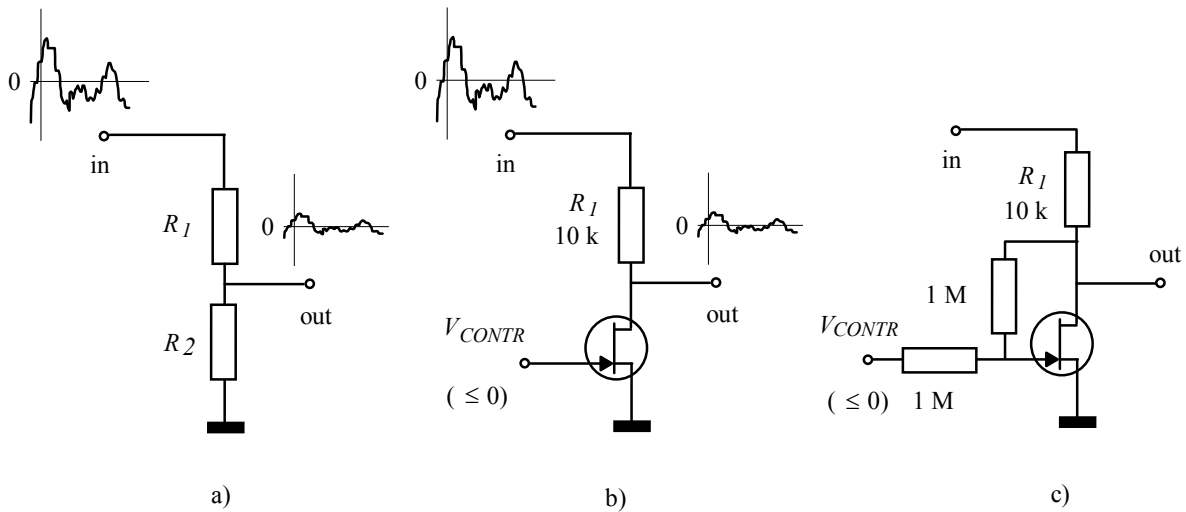 0
in
R1
0
out
R2
a)
0
in
R1
10 k
0
out
VCONTR
( ≤ 0)
b)
in
R1
10 k
out
1 M
VCONTR
( ≤ 0)
1 M
c)